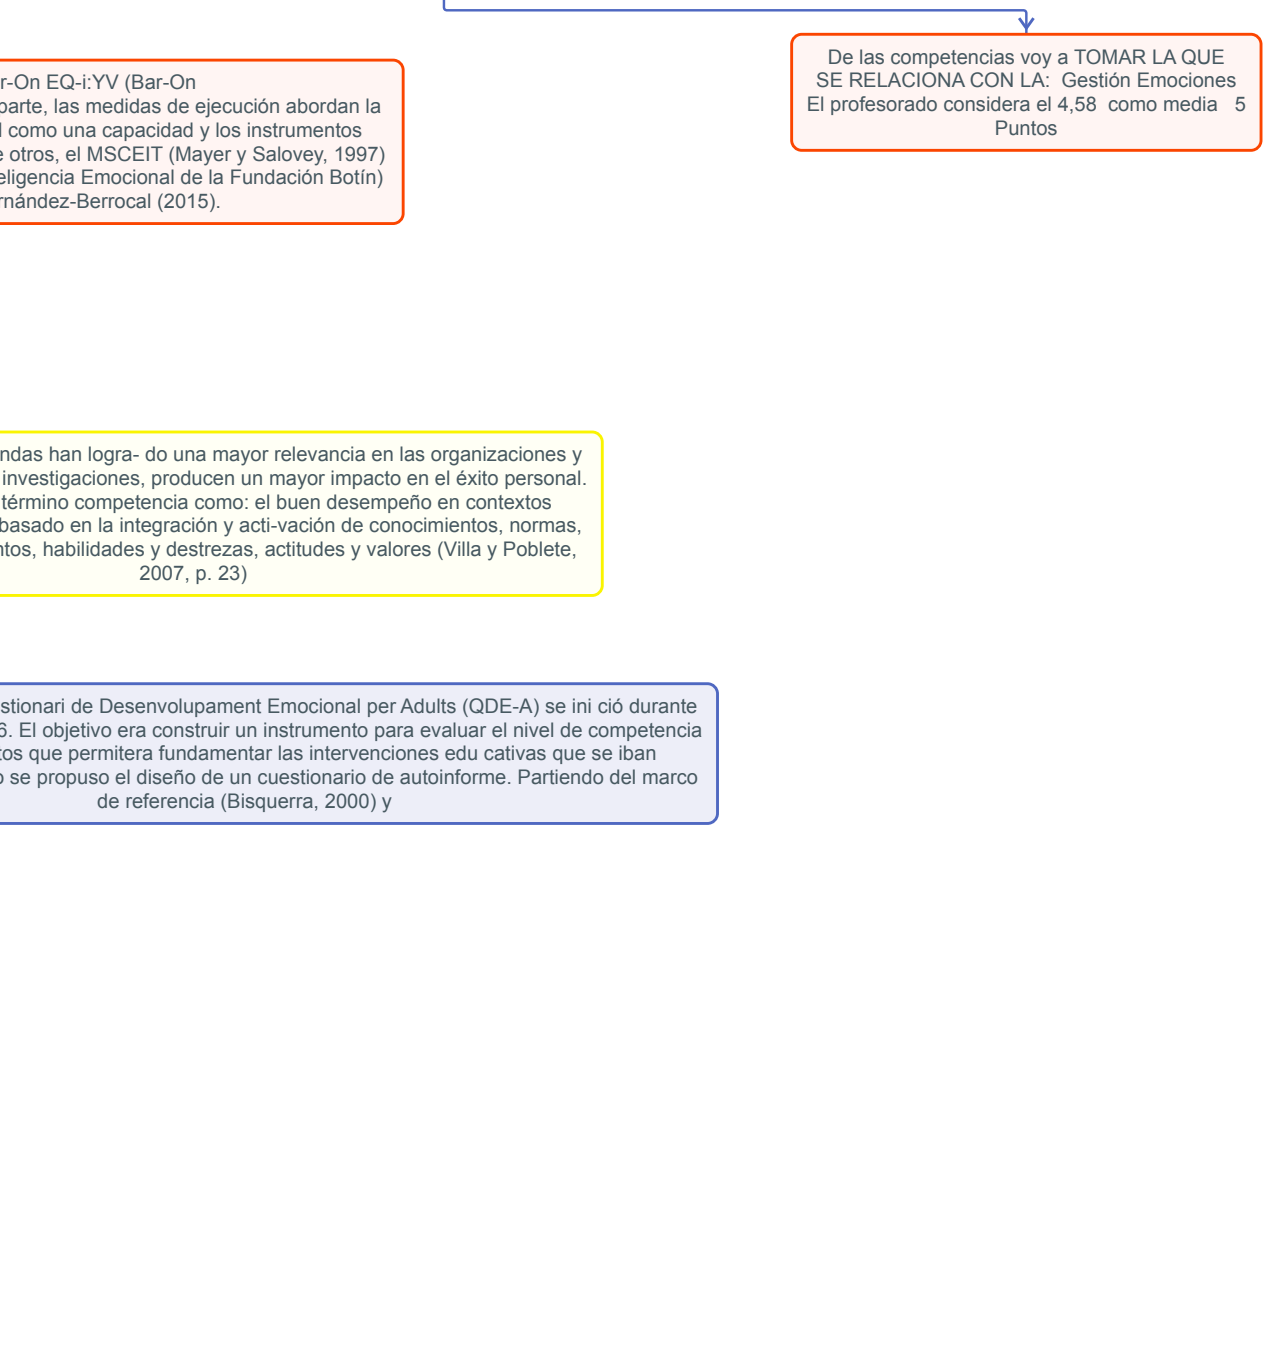 De las competencias voy a TOMAR LA QUE
SE RELACIONA CON LA: Gestión Emociones
El profesorado considera el 4,58 como media 5
Puntos
r-On EQ-i:YV (Bar-On
parte, las medidas de ejecución abordan la
como una capacidad y los instrumentos
e otros, el MSCEIT (Mayer y Salovey, 1997)
eligencia Emocional de la Fundación Botín)
rnández-Berrocal (2015).
ndas han logra- do una mayor relevancia en las organizaciones y
investigaciones, producen un mayor impacto en el éxito personal.
término competencia como: el buen desempeño en contextos
basado en la integración y acti-vación de conocimientos, normas,
ntos, habilidades y destrezas, actitudes y valores (Villa y Poblete,
2007, p. 23)
stionari de Desenvolupament Emocional per Adults (QDE-A) se ini ció durante
6. El objetivo era construir un instrumento para evaluar el nivel de competencia
tos que permitera fundamentar las intervenciones edu cativas que se iban
o se propuso el diseño de un cuestionario de autoinforme. Partiendo del marco
de referencia (Bisquerra, 2000) y